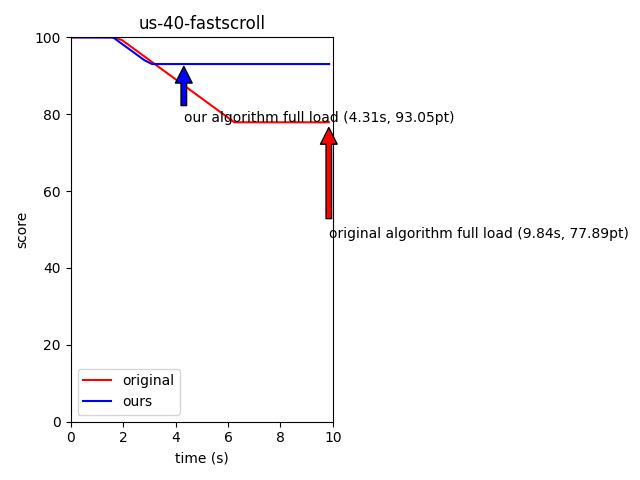 us-40-fastscroll
100
80
60
40
20
0
score
our algorithm full load (4.31s, 93.05pt)
original algorithm full load (9.84s, 77.89pt)
original
ours
0 2 4 6 8 10
time (s)